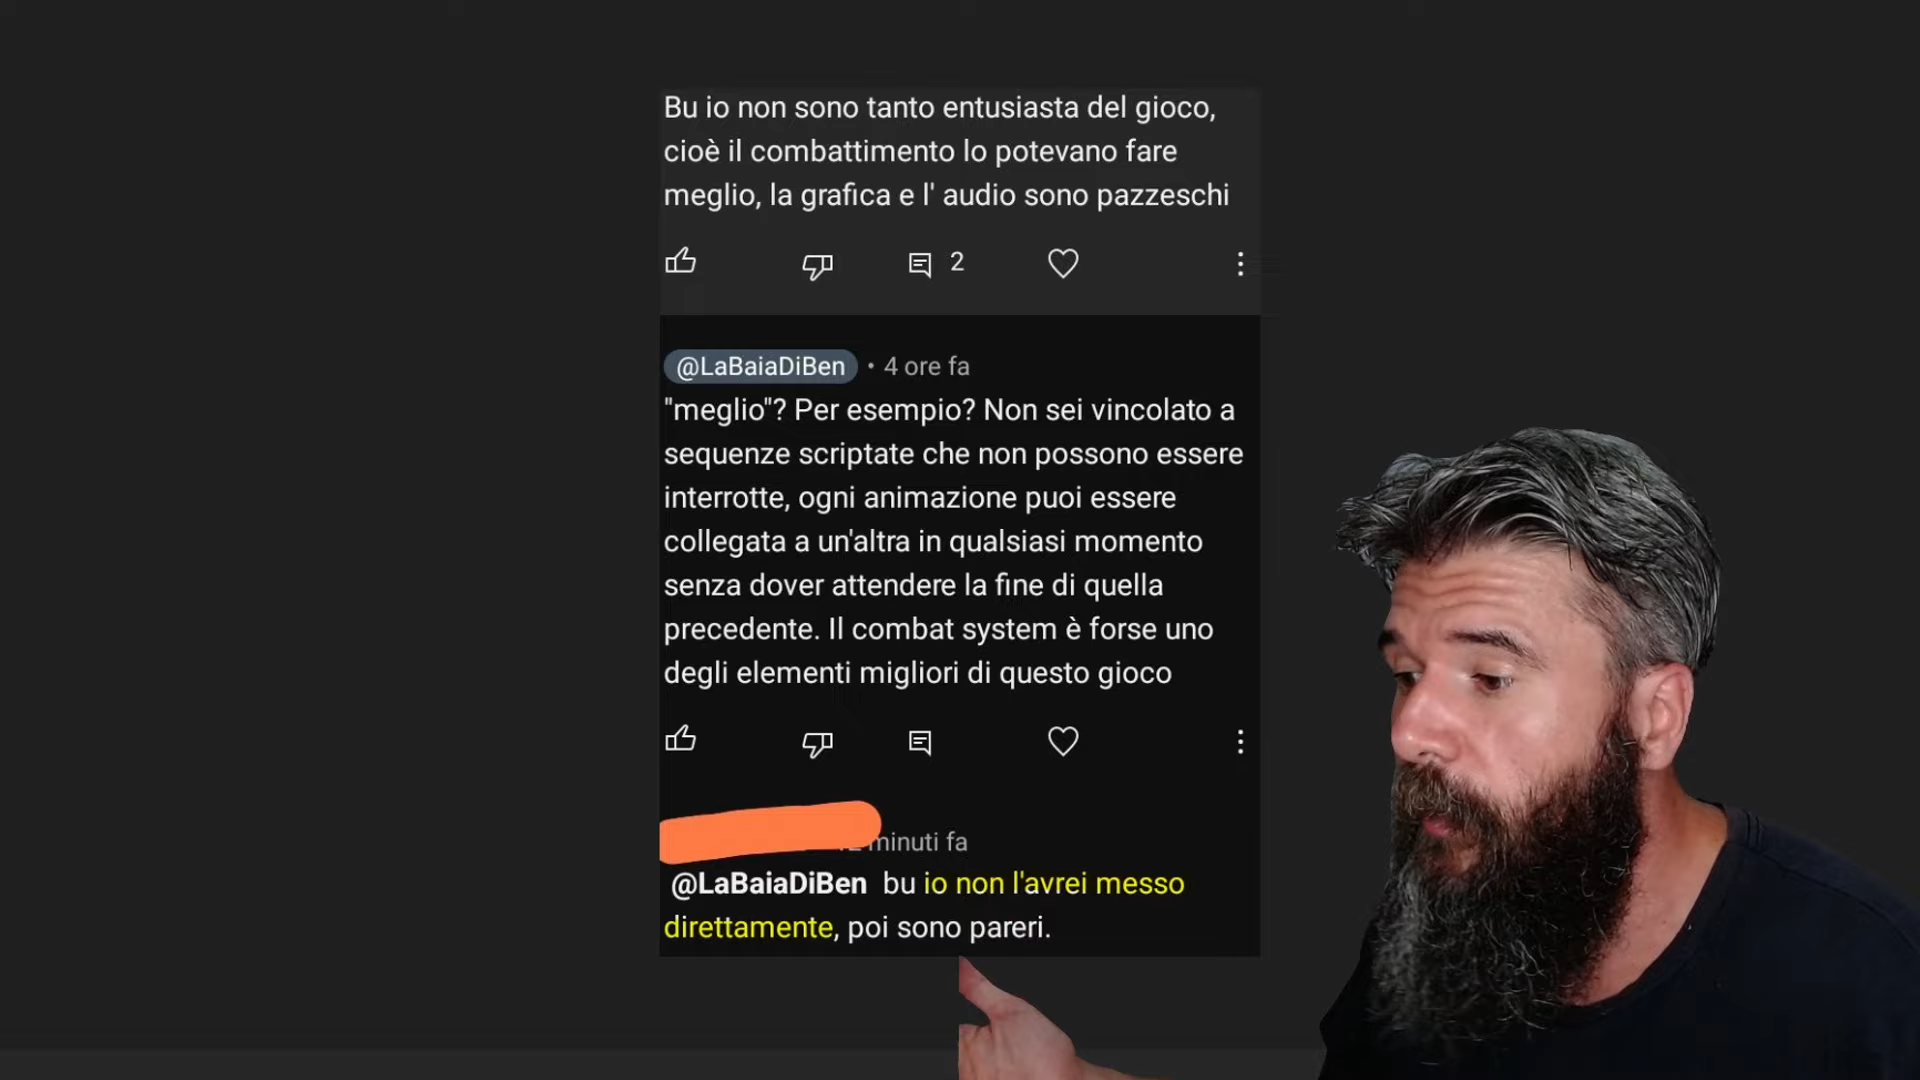 Bu io non sono tanto entusiasta del gioco,
cioè il combattimento lo potevano fare
meglio, la grafica e l' audio sono pazzeschi
2
@LaBaiaDiBen • 4 ore fa
"meglio"? Per esempio? Non sei vincolato a
sequenze scriptate che non possono essere
interrotte, ogni animazione puoi essere
collegata a un'altra in qualsiasi momento
senza dover attendere la fine di quella
precedente. Il combat system è forse uno
degli elementi migliori di questo gioco
minuti fa
@LaBaiaDiBen bu io non l'avrei messo
direttamente, poi sono pareri.